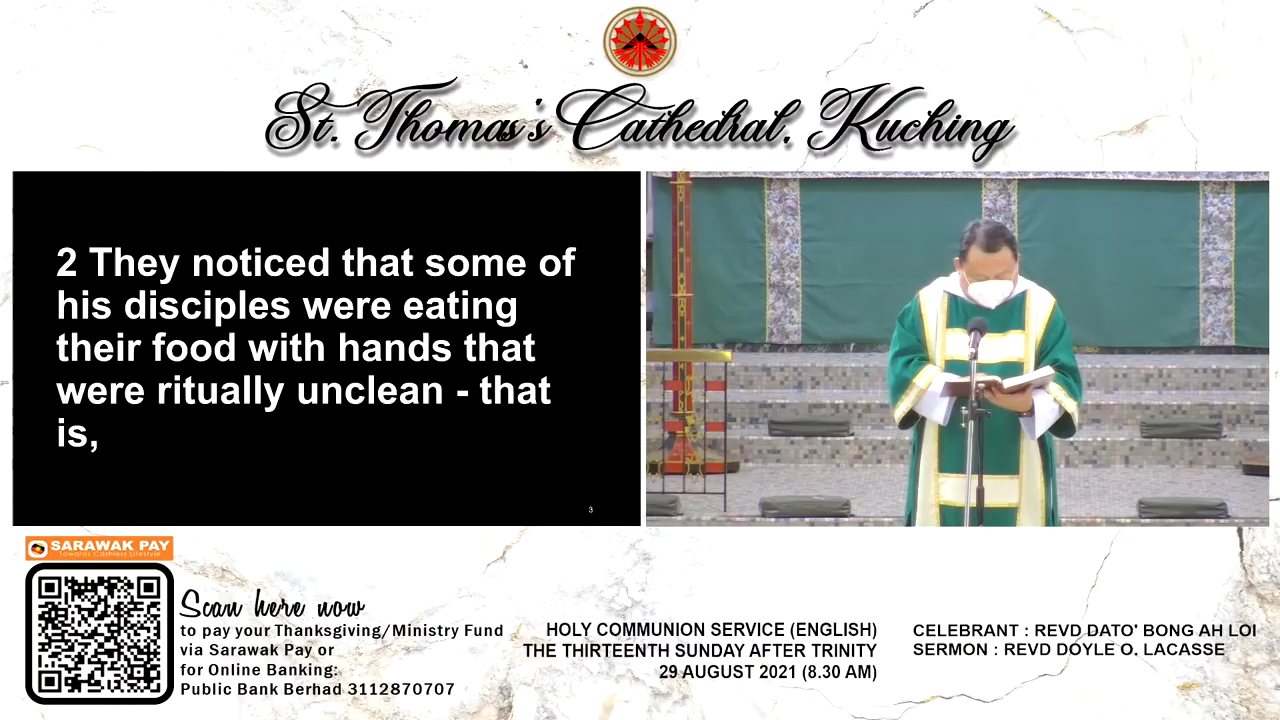 St. Thomas's Cathedral, Kuching
2 They noticed that some of
his disciples were eating
their food with hands that
were ritually unclean - that
is,
3
SARAWAK PAY
Towards Cashless Lifestyle
Scan here now
to pay your Thanksgiving/Ministry Fund
via Sarawak Pay or
for Online Banking:
Public Bank Berhad 3112870707
HOLY COMMUNION SERVICE (ENGLISH)
THE THIRTEENTH SUNDAY AFTER TRINITY
29 AUGUST 2021 (8.30 AM)
CELEBRANT : REVD DATO' BONG AH LOI
SERMON : REVD DOYLE O. LACASSE